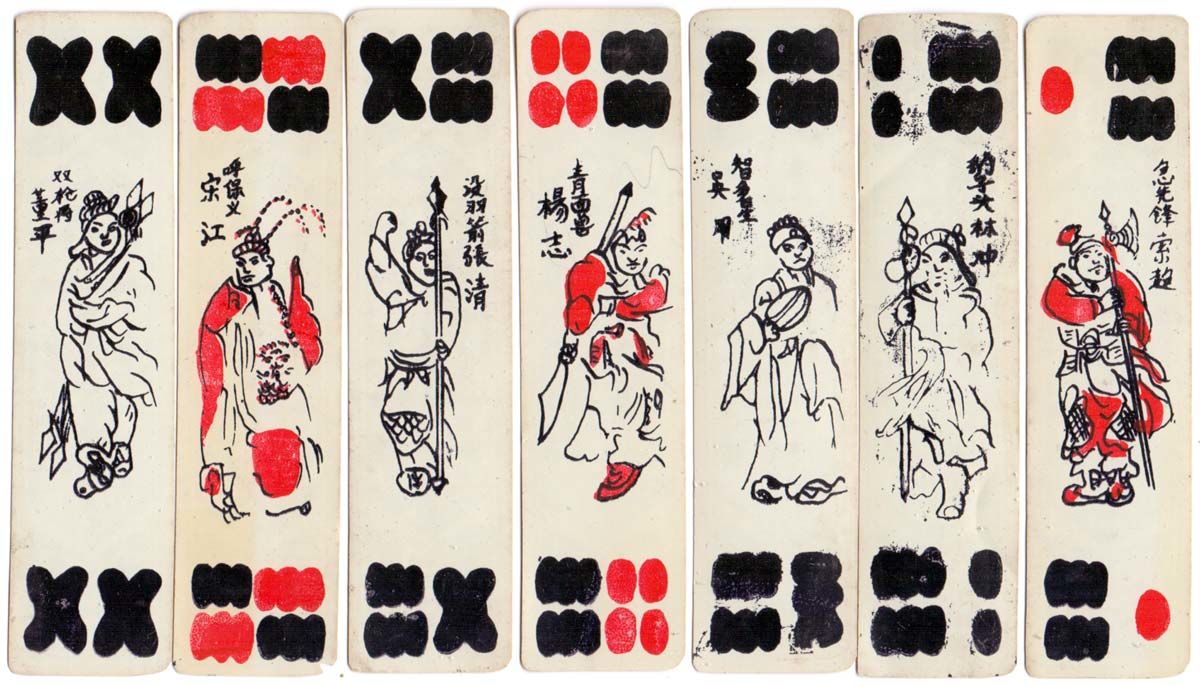 双枪将
董平
呼保义
宋江
没羽箭張清
青面兽
楊志
智多星
吳用
豹子头林冲
急先锋索超